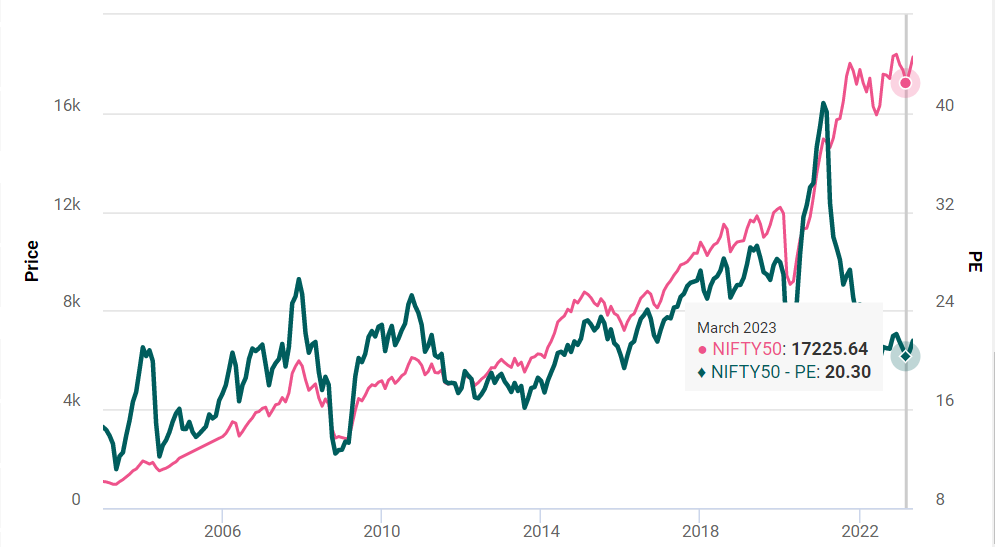 16k
40
12k
32
Price
PE
8k
24
March 2023
● NIFTY50: 17225.64
♦ NIFTY50 - PE: 20.30
4k
16
0
8
2006
2010
2014
2018
2022